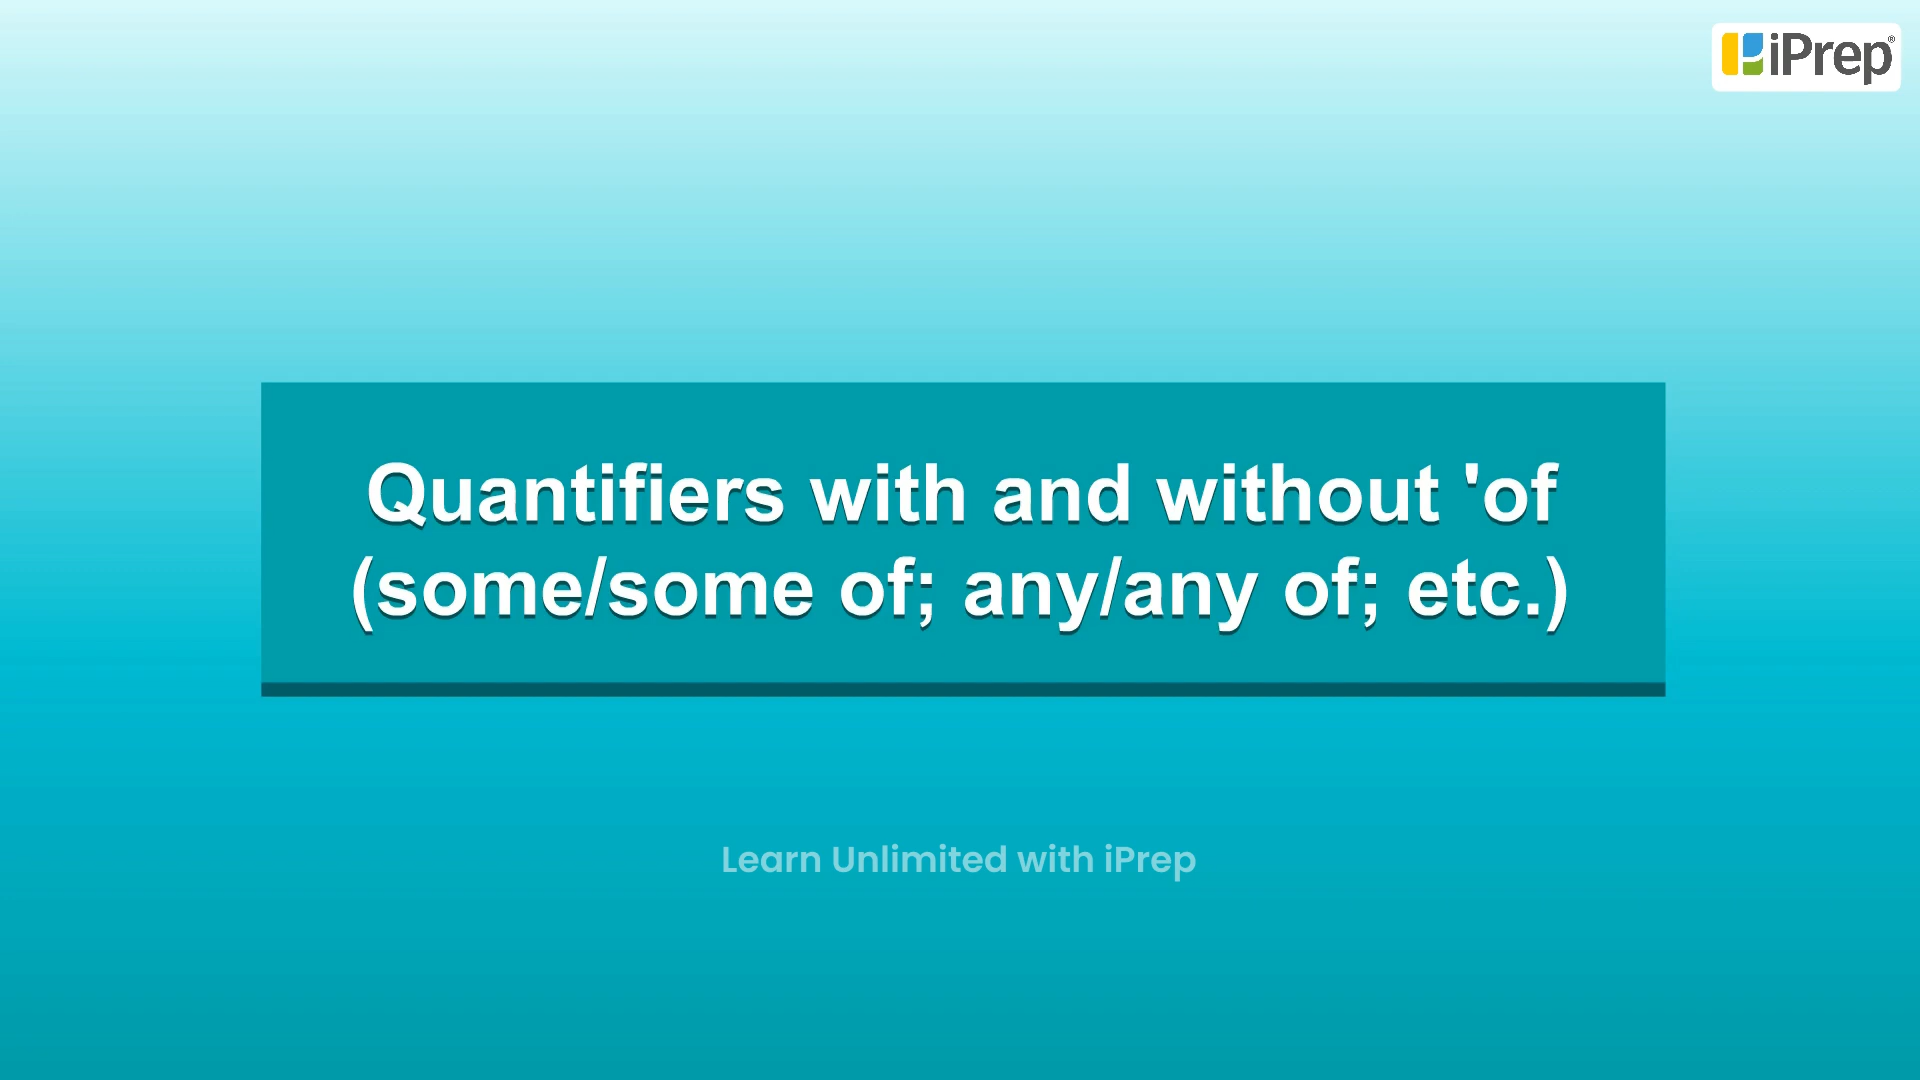 iPrep®
Quantifiers with and without 'of
(some/some of; any/any of; etc.)
Learn Unlimited with iPrep